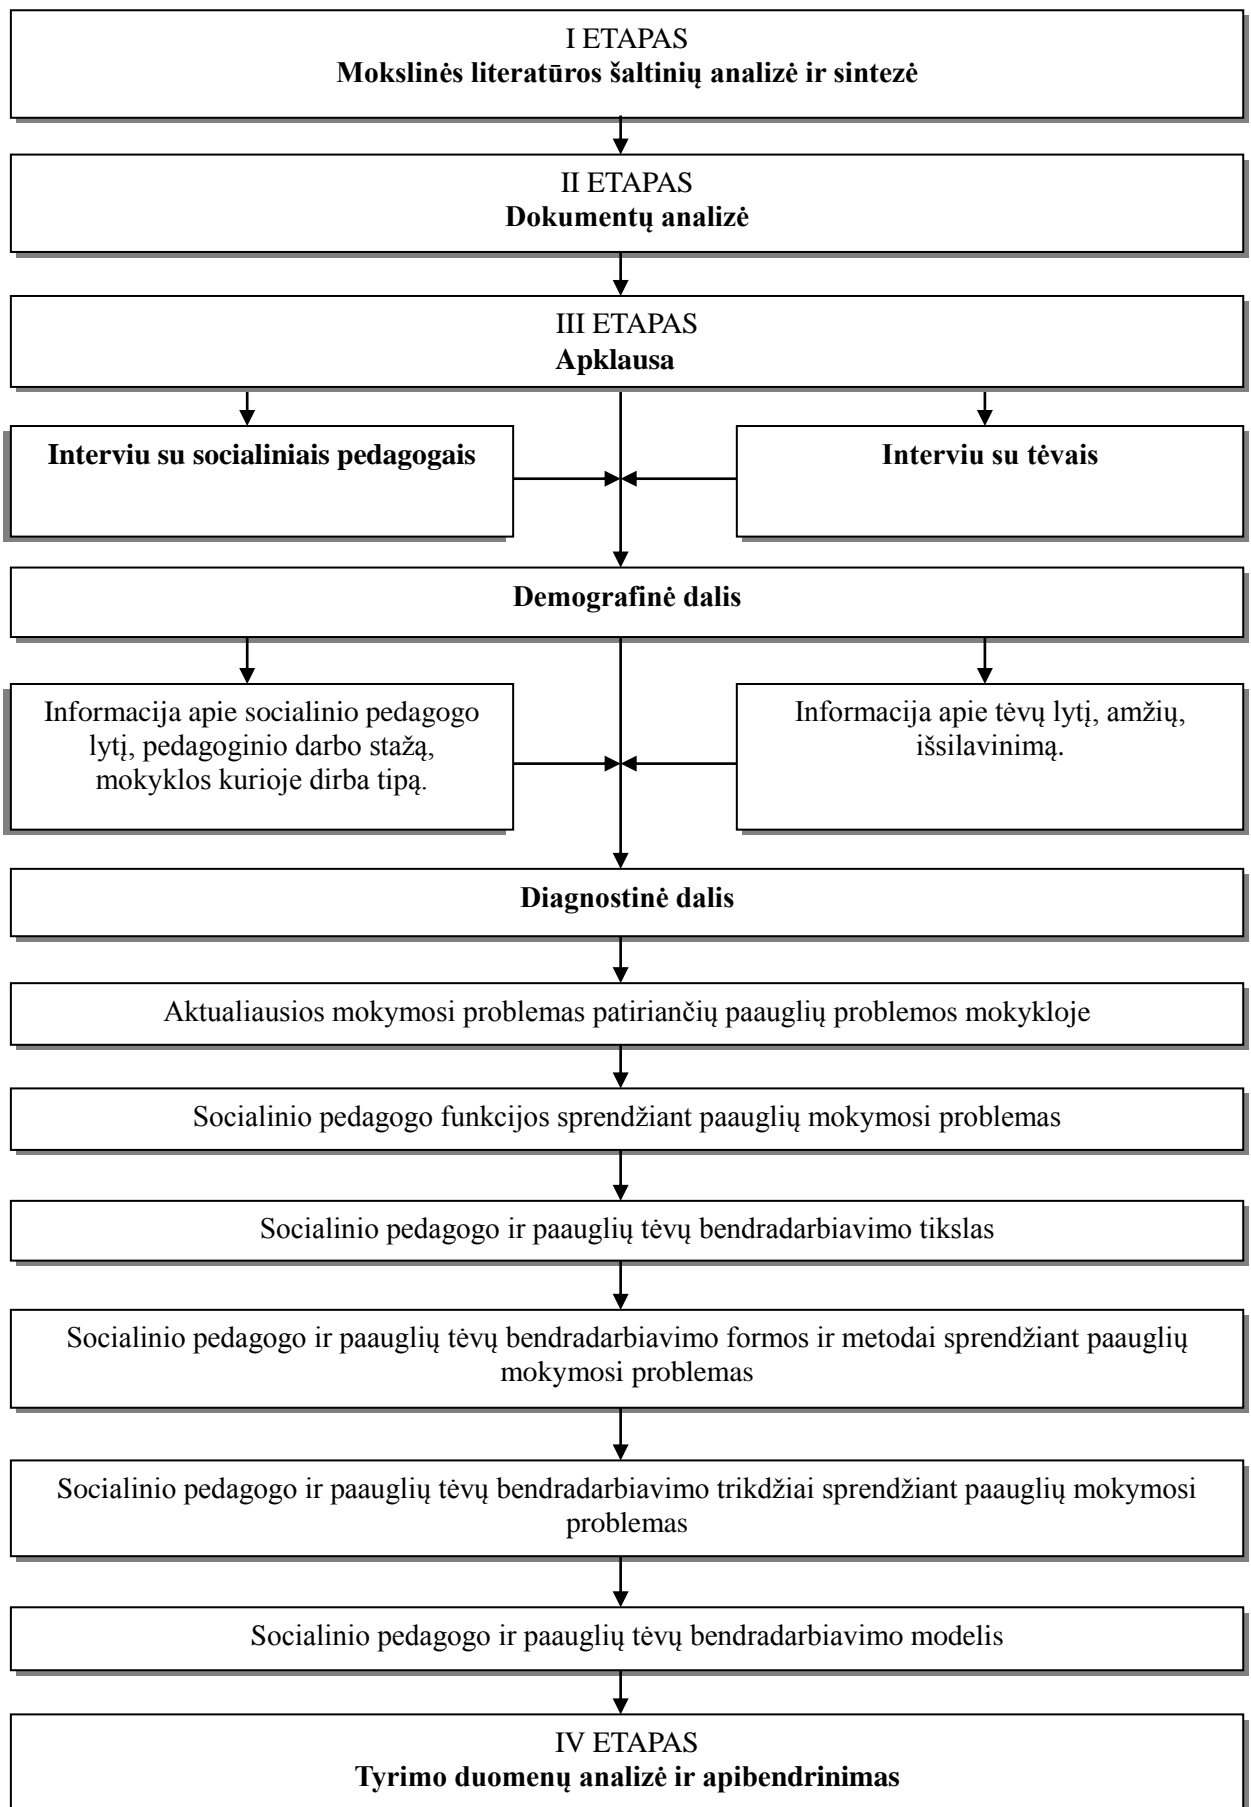 I ETAPAS
Mokslinės literatūros šaltinių analizė ir sintezė
II ETAPAS
Dokumentų analizė
III ETAPAS
Apklausa
Interviu su socialiniais pedagogais
Interviu su tėvais
Demografinė dalis
Informacija apie socialinio pedagogo
lytį, pedagoginio darbo stažą,
mokyklos kurioje dirba tipą.
Informacija apie tėvų lytį, amžių,
išsilavinimą.
Diagnostinė dalis
Aktualiausios mokymosi problemas patiriančių paauglių problemos mokykloje
Socialinio pedagogo funkcijos sprendžiant paauglių mokymosi problemas
Socialinio pedagogo ir paauglių tėvų bendradarbiavimo tikslas
Socialinio pedagogo ir paauglių tėvų bendradarbiavimo formos ir metodai sprendžiant paauglių
mokymosi problemas
Socialinio pedagogo ir paauglių tėvų bendradarbiavimo trikdžiai sprendžiant paauglių mokymosi
problemas
Socialinio pedagogo ir paauglių tėvų bendradarbiavimo modelis
IV ETAPAS
Tyrimo duomenų analizė ir apibendrinimas